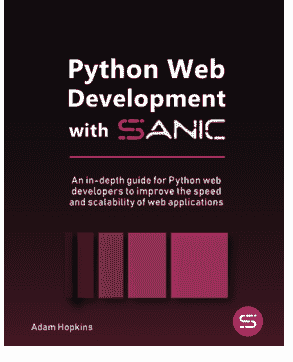 Python Web
Development
with SANIC
An in-depth guide for Python web
developers to improve the speed
and scalability of web applications
Adam Hopkins
S